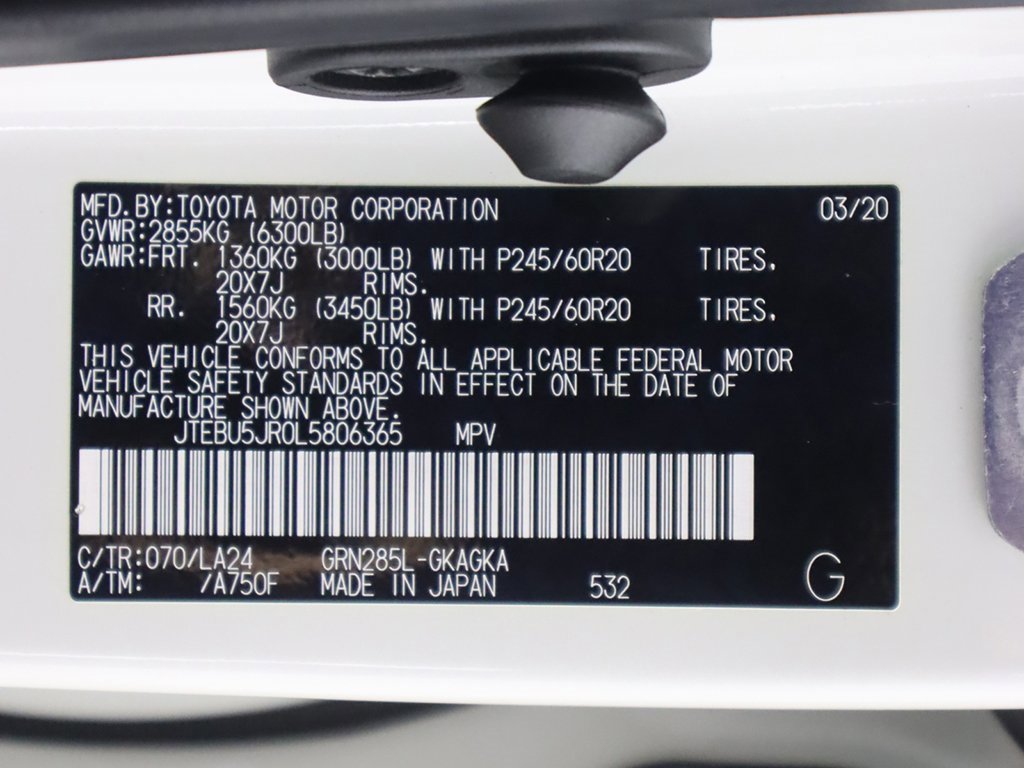 MFD. BY: TOYOTA MOTOR CORPORATION 03/20
GVWR: 2855KG (6300LB)
GAWR: FRT. 1360KG (3000LB) WITH P245/60R20 TIRES.
20X7J RIMS.
RR. 1560KG (3450LB) WITH P245/60R20 TIRES.
20X7J RIMS.
THIS VEHICLE CONFORMS TO ALL APPLICABLE FEDERAL MOTOR
VEHICLE SAFETY STANDARDS IN EFFECT ON THE DATE OF
MANUFACTURE SHOWN ABOVE.
JTEBU5JR0L5806365 MPV
C/TR: 070/LA24 GRN285L-GKAGKA
A/TM: /A750F MADE IN JAPAN 532 G